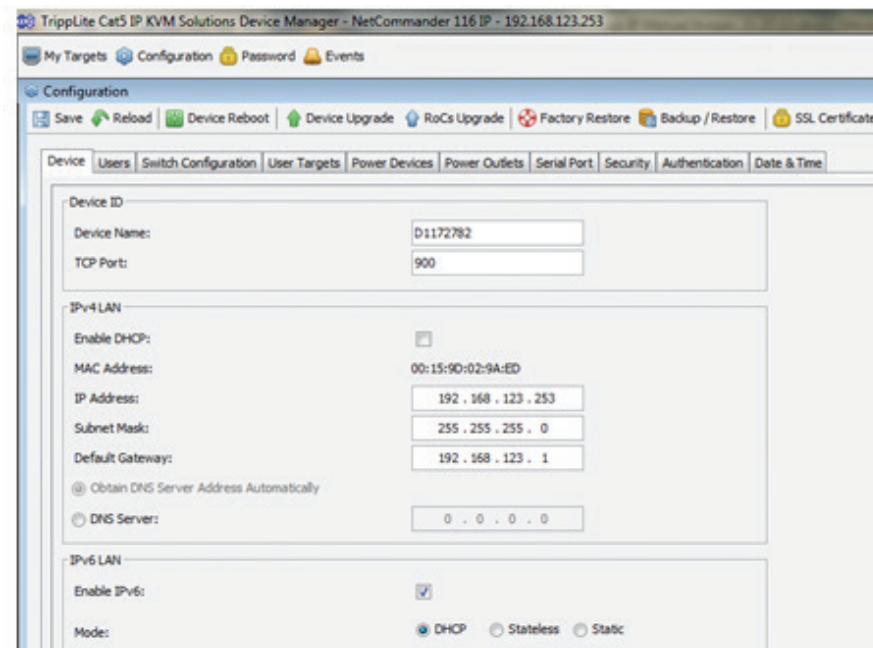 TrippLite Cat5 IP KVM Solutions Device Manager - NetCommander 116 IP - 192.168.123.253
My Targets Configuration Password Events
Configuration
Save Reload Device Reboot Device Upgrade RoCs Upgrade Factory Restore Backup / Restore SSL Certificate
Device Users Switch Configuration User Targets Power Devices Power Outlets Serial Port Security Authentication Date & Time
Device ID
Device Name: D1172782
TCP Port: 900
IPv4 LAN
Enable DHCP:
MAC Address: 00:15:9D:02:9A:ED
IP Address: 192 . 168 . 123 . 253
Subnet Mask: 255 . 255 . 255 . 0
Default Gateway: 192 . 168 . 123 . 1
Obtain DNS Server Address Automatically
DNS Server: 0 . 0 . 0 . 0
IPv6 LAN
Enable IPv6:
Mode: DHCP Stateless Static